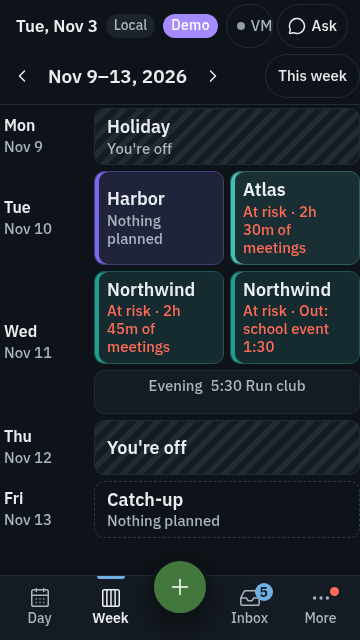 Tue, Nov 3 Local Demo VM Ask
Nov 9–13, 2026 This week
Mon
Nov 9
Holiday
You're off
Tue
Nov 10
Harbor
Nothing
planned
Atlas
At risk · 2h
30m of
meetings
Wed
Nov 11
Northwind
At risk · 2h
45m of
meetings
Northwind
At risk · Out:
school event
1:30
Evening 5:30 Run club
Thu
Nov 12
You're off
Fri
Nov 13
Catch-up
Nothing planned
5
Day Week Inbox More